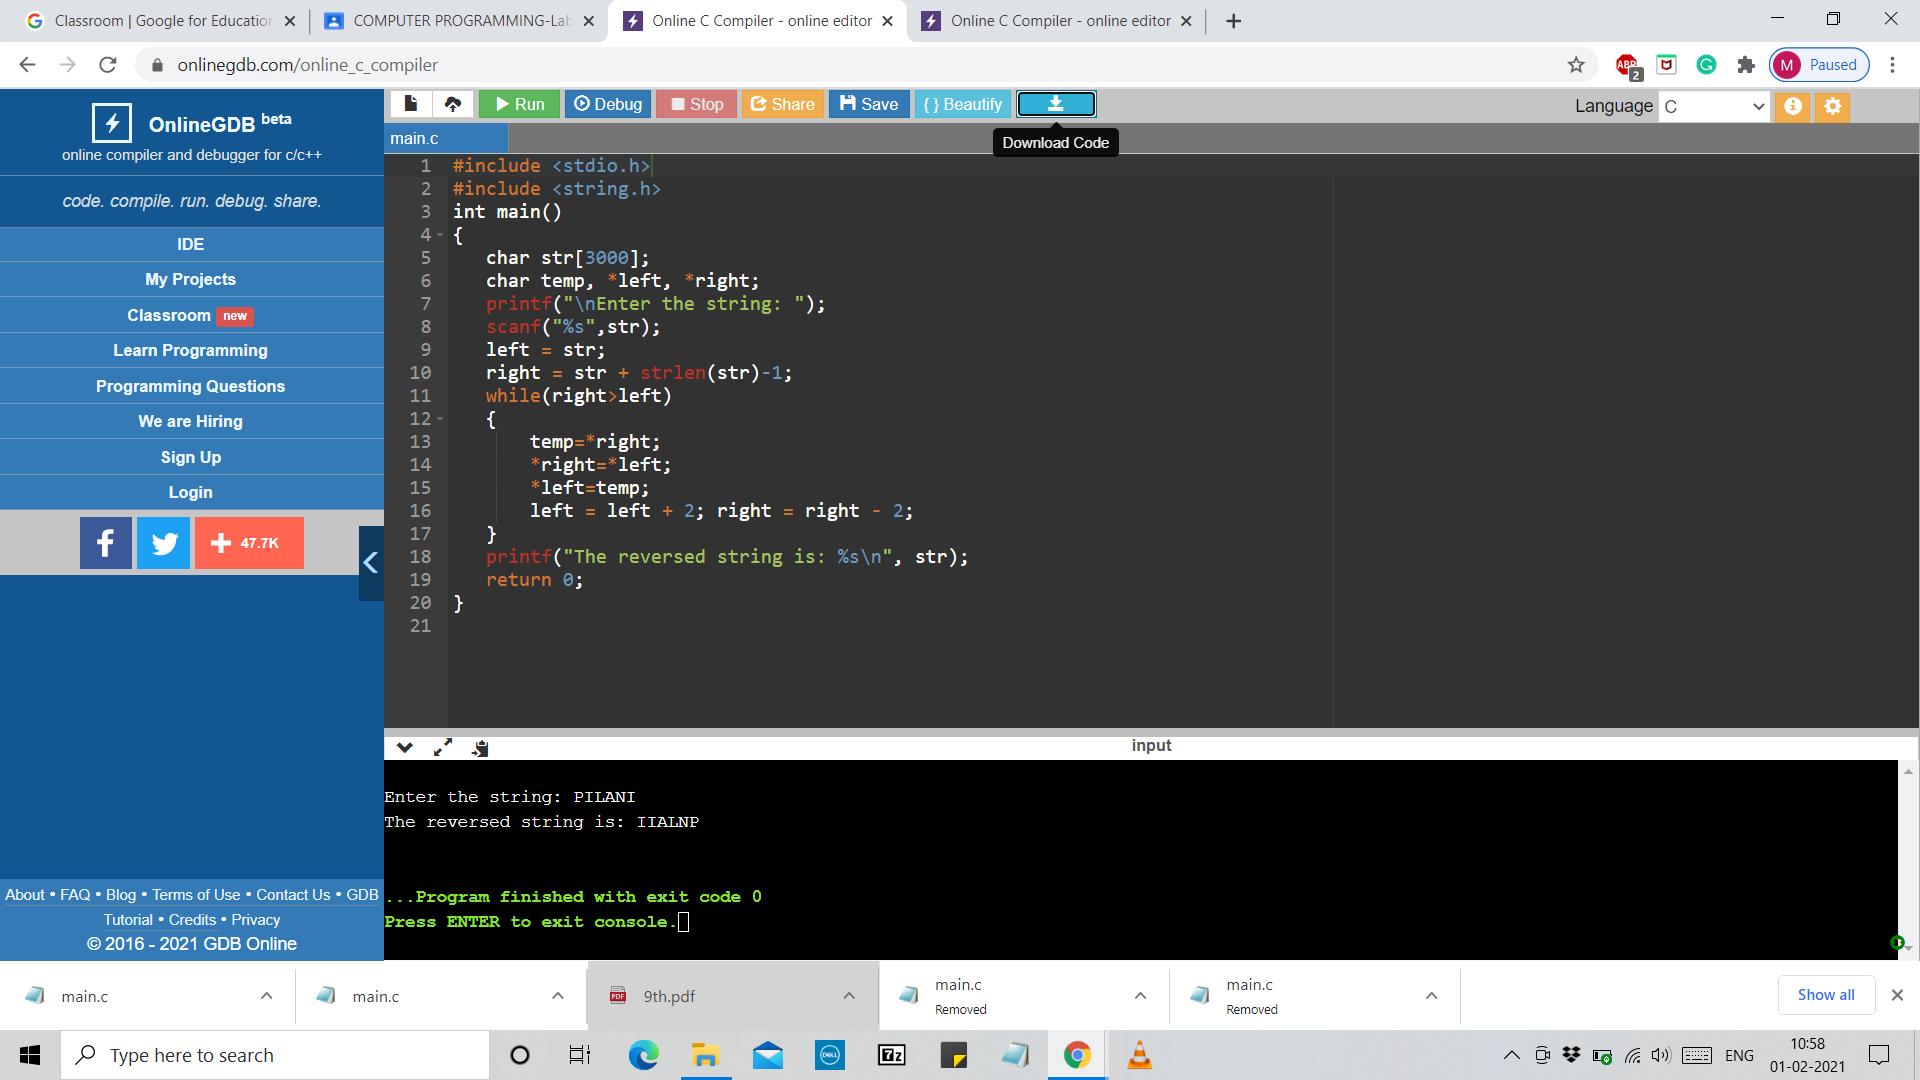 Classroom | Google for Education
COMPUTER PROGRAMMING-Lab
Online C Compiler - online editor
Online C Compiler - online editor
onlinegdb.com/online_c_compiler
ABP
2
G
M Paused
OnlineGDB beta
online compiler and debugger for c/c++
code. compile. run. debug. share.
IDE
My Projects
Classroom new
Learn Programming
Programming Questions
We are Hiring
Sign Up
Login
47.7K
About • FAQ • Blog • Terms of Use • Contact Us • GDB
Tutorial • Credits • Privacy
© 2016 - 2021 GDB Online
Run Debug Stop Share Save { } Beautify
Language C
Download Code
main.c
1 #include <stdio.h>
2 #include <string.h>
3 int main()
4 {
5 char str[3000];
6 char temp, *left, *right;
7 printf("\nEnter the string: ");
8 scanf("%s",str);
9 left = str;
10 right = str + strlen(str)-1;
11 while(right>left)
12 {
13 temp=*right;
14 *right=*left;
15 *left=temp;
16 left = left + 2; right = right - 2;
17 }
18 printf("The reversed string is: %s\n", str);
19 return 0;
20 }
21
input
Enter the string: PILANI
The reversed string is: IIALNP
...Program finished with exit code 0
Press ENTER to exit console.
main.c
main.c
PDF
9th.pdf
main.c
Removed
main.c
Removed
Show all
Type here to search
DELL
7z
ENG
10:58
01-02-2021